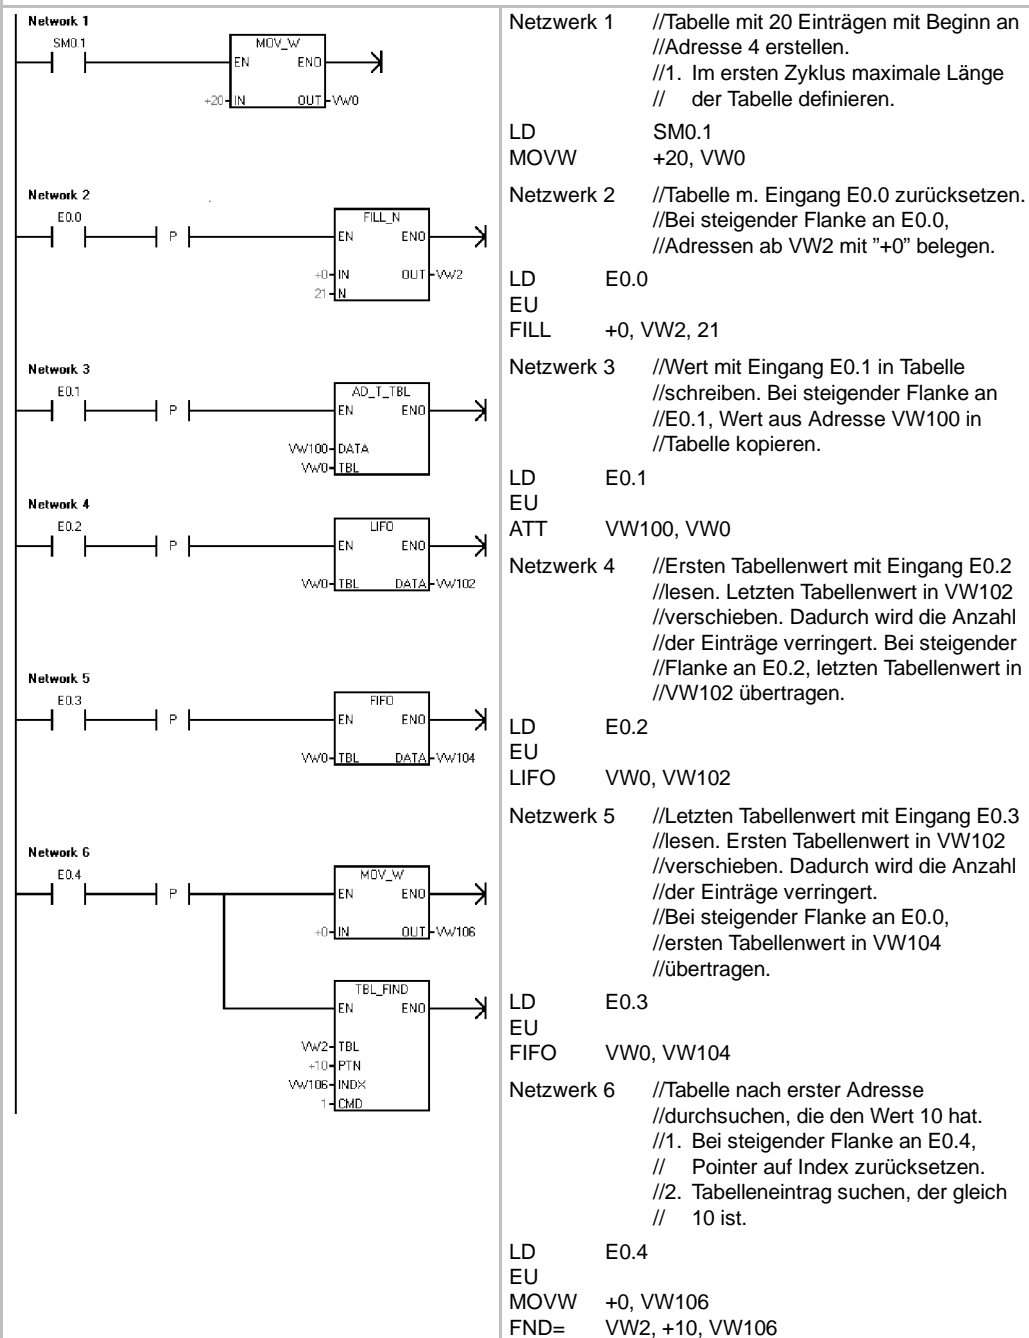 Network 1
SM0.1
MOV_W
EN ENO
+20 IN OUT VW0
Network 2
E0.0
P
FILL_N
EN ENO
+0 IN OUT VW2
21 N
Network 3
E0.1
P
AD_T_TBL
EN ENO
VW100 DATA
VW0 TBL
Network 4
E0.2
P
LIFO
EN ENO
VW0 TBL DATA VW102
Network 5
E0.3
P
FIFO
EN ENO
VW0 TBL DATA VW104
Network 6
E0.4
P
MOV_W
EN ENO
+0 IN OUT VW106
TBL_FIND
EN ENO
VW2 TBL
+10 PTN
VW106 INDX
1 CMD
Netzwerk 1 //Tabelle mit 20 Einträgen mit Beginn an
//Adresse 4 erstellen.
//1. Im ersten Zyklus maximale Länge
// der Tabelle definieren.
LD SM0.1
MOVW +20, VW0
Netzwerk 2 //Tabelle m. Eingang E0.0 zurücksetzen.
//Bei steigender Flanke an E0.0,
//Adressen ab VW2 mit ”+0” belegen.
LD E0.0
EU
FILL +0, VW2, 21
Netzwerk 3 //Wert mit Eingang E0.1 in Tabelle
//schreiben. Bei steigender Flanke an
//E0.1, Wert aus Adresse VW100 in
//Tabelle kopieren.
LD E0.1
EU
ATT VW100, VW0
Netzwerk 4 //Ersten Tabellenwert mit Eingang E0.2
//lesen. Letzten Tabellenwert in VW102
//verschieben. Dadurch wird die Anzahl
//der Einträge verringert. Bei steigender
//Flanke an E0.2, letzten Tabellenwert in
//VW102 übertragen.
LD E0.2
EU
LIFO VW0, VW102
Netzwerk 5 //Letzten Tabellenwert mit Eingang E0.3
//lesen. Ersten Tabellenwert in VW102
//verschieben. Dadurch wird die Anzahl
//der Einträge verringert.
//Bei steigender Flanke an E0.0,
//ersten Tabellenwert in VW104
//übertragen.
LD E0.3
EU
FIFO VW0, VW104
Netzwerk 6 //Tabelle nach erster Adresse
//durchsuchen, die den Wert 10 hat.
//1. Bei steigender Flanke an E0.4,
// Pointer auf Index zurücksetzen.
//2. Tabelleneintrag suchen, der gleich
// 10 ist.
LD E0.4
EU
MOVW +0, VW106
FND= VW2, +10, VW106